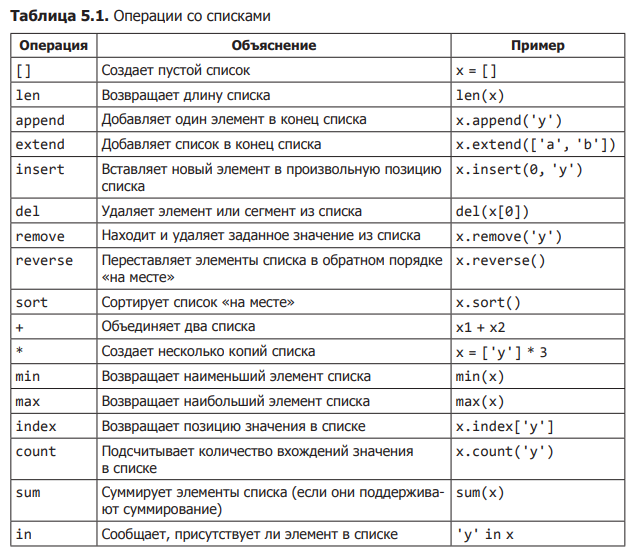 Таблица 5.1. Операции со списками
Операция Объяснение Пример
[] Создает пустой список x = []
len Возвращает длину списка len(x)
append Добавляет один элемент в конец списка x.append('y')
extend Добавляет список в конец списка x.extend(['a', 'b'])
insert Вставляет новый элемент в произвольную позицию x.insert(0, 'y')
списка
del Удаляет элемент или сегмент из списка del(x[0])
remove Находит и удаляет заданное значение из списка x.remove('y')
reverse Переставляет элементы списка в обратном порядке x.reverse()
«на месте»
sort Сортирует список «на месте» x.sort()
+ Объединяет два списка x1 + x2
* Создает несколько копий списка x = ['y'] * 3
min Возвращает наименьший элемент списка min(x)
max Возвращает наибольший элемент списка max(x)
index Возвращает позицию значения в списке x.index['y']
count Подсчитывает количество вхождений значения x.count('y')
в списке
sum Суммирует элементы списка (если они поддержива- sum(x)
ют суммирование)
in Сообщает, присутствует ли элемент в списке 'y' in x